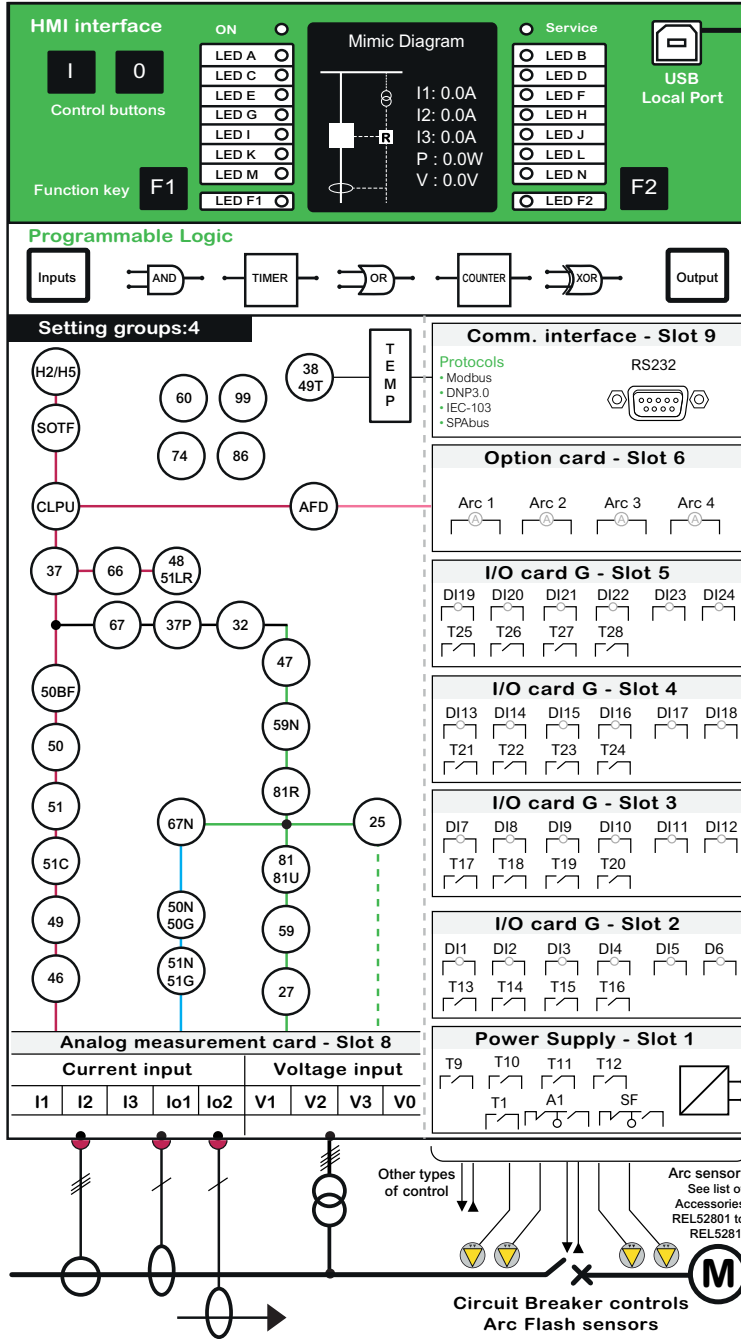 HMI interface
I
0
Control buttons
Function key
F1
ON
LED A
LED C
LED E
LED G
LED I
LED K
LED M
LED F1
Mimic Diagram
R
I1: 0.0A
I2: 0.0A
I3: 0.0A
P : 0.0W
V : 0.0V
Service
LED B
LED D
LED F
LED H
LED J
LED L
LED N
LED F2
F2
USB
Local Port
Programmable Logic
Inputs
AND
TIMER
OR
COUNTER
XOR
Output
Setting groups:4
H2/H5
SOTF
60
99
74
86
38
49T
T
E
M
P
CLPU
AFD
37
66
48
51LR
67
37P
32
47
50BF
59N
50
81R
51
67N
25
51C
81
81U
50N
50G
49
59
51N
51G
46
27
Comm. interface - Slot 9
Protocols
• Modbus
• DNP3.0
• IEC-103
• SPAbus
RS232
Option card - Slot 6
Arc 1 Arc 2 Arc 3 Arc 4
A A A A
I/O card G - Slot 5
DI19 DI20 DI21 DI22 DI23 DI24
T25 T26 T27 T28
I/O card G - Slot 4
DI13 DI14 DI15 DI16 DI17 DI18
T21 T22 T23 T24
I/O card G - Slot 3
DI7 DI8 DI9 DI10 DI11 DI12
T17 T18 T19 T20
I/O card G - Slot 2
DI1 DI2 DI3 DI4 DI5 D6
T13 T14 T15 T16
Power Supply - Slot 1
T9 T10 T11 T12
T1 A1 SF
Analog measurement card - Slot 8
Current input Voltage input
I1 I2 I3 Io1 Io2 V1 V2 V3 V0
Other types
of control
Arc sensor
See list o
Accessories
REL52801 to
REL5281
M
Circuit Breaker controls
Arc Flash sensors